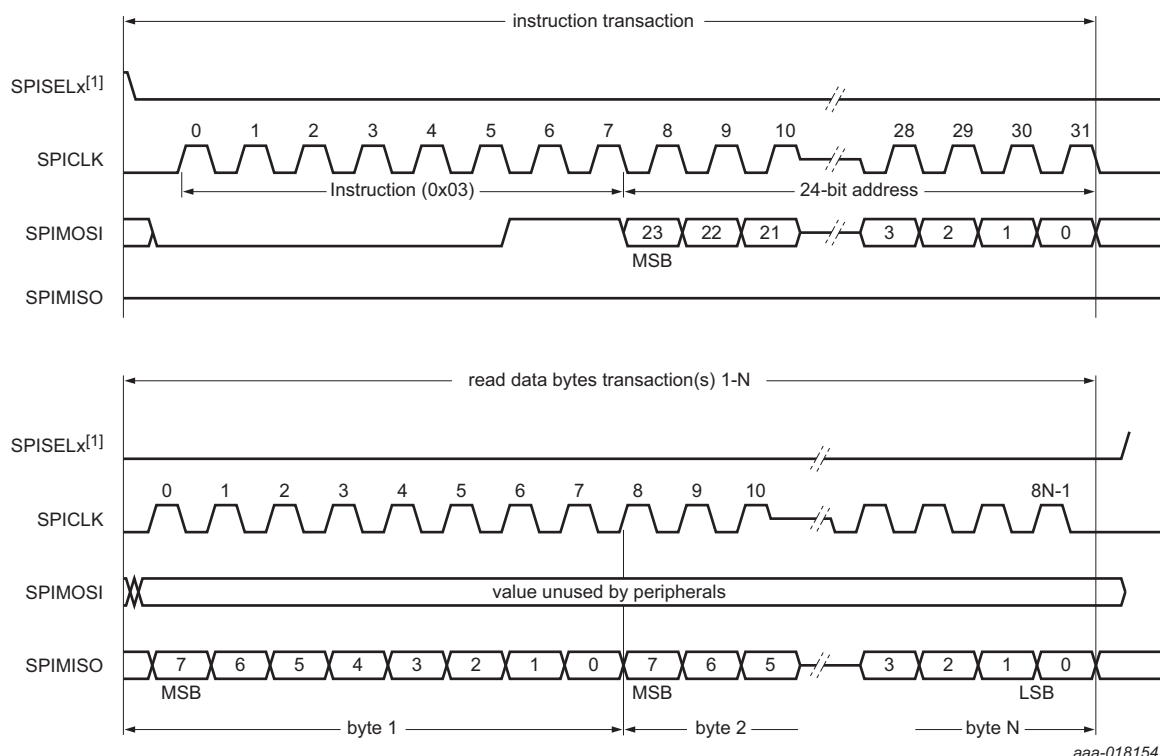 instruction transaction
SPISELx[1]
0 1 2 3 4 5 6 7 8 9 10 28 29 30 31
SPICLK
Instruction (0x03) 24-bit address
SPIMOSI 23 22 21 3 2 1 0
MSB
SPIMISO
read data bytes transaction(s) 1-N
SPISELx[1]
0 1 2 3 4 5 6 7 8 9 10 8N-1
SPICLK
SPIMOSI value unused by peripherals
SPIMISO 7 6 5 4 3 2 1 0 7 6 5 3 2 1 0
MSB MSB LSB
byte 1 byte 2 byte N
aaa-018154